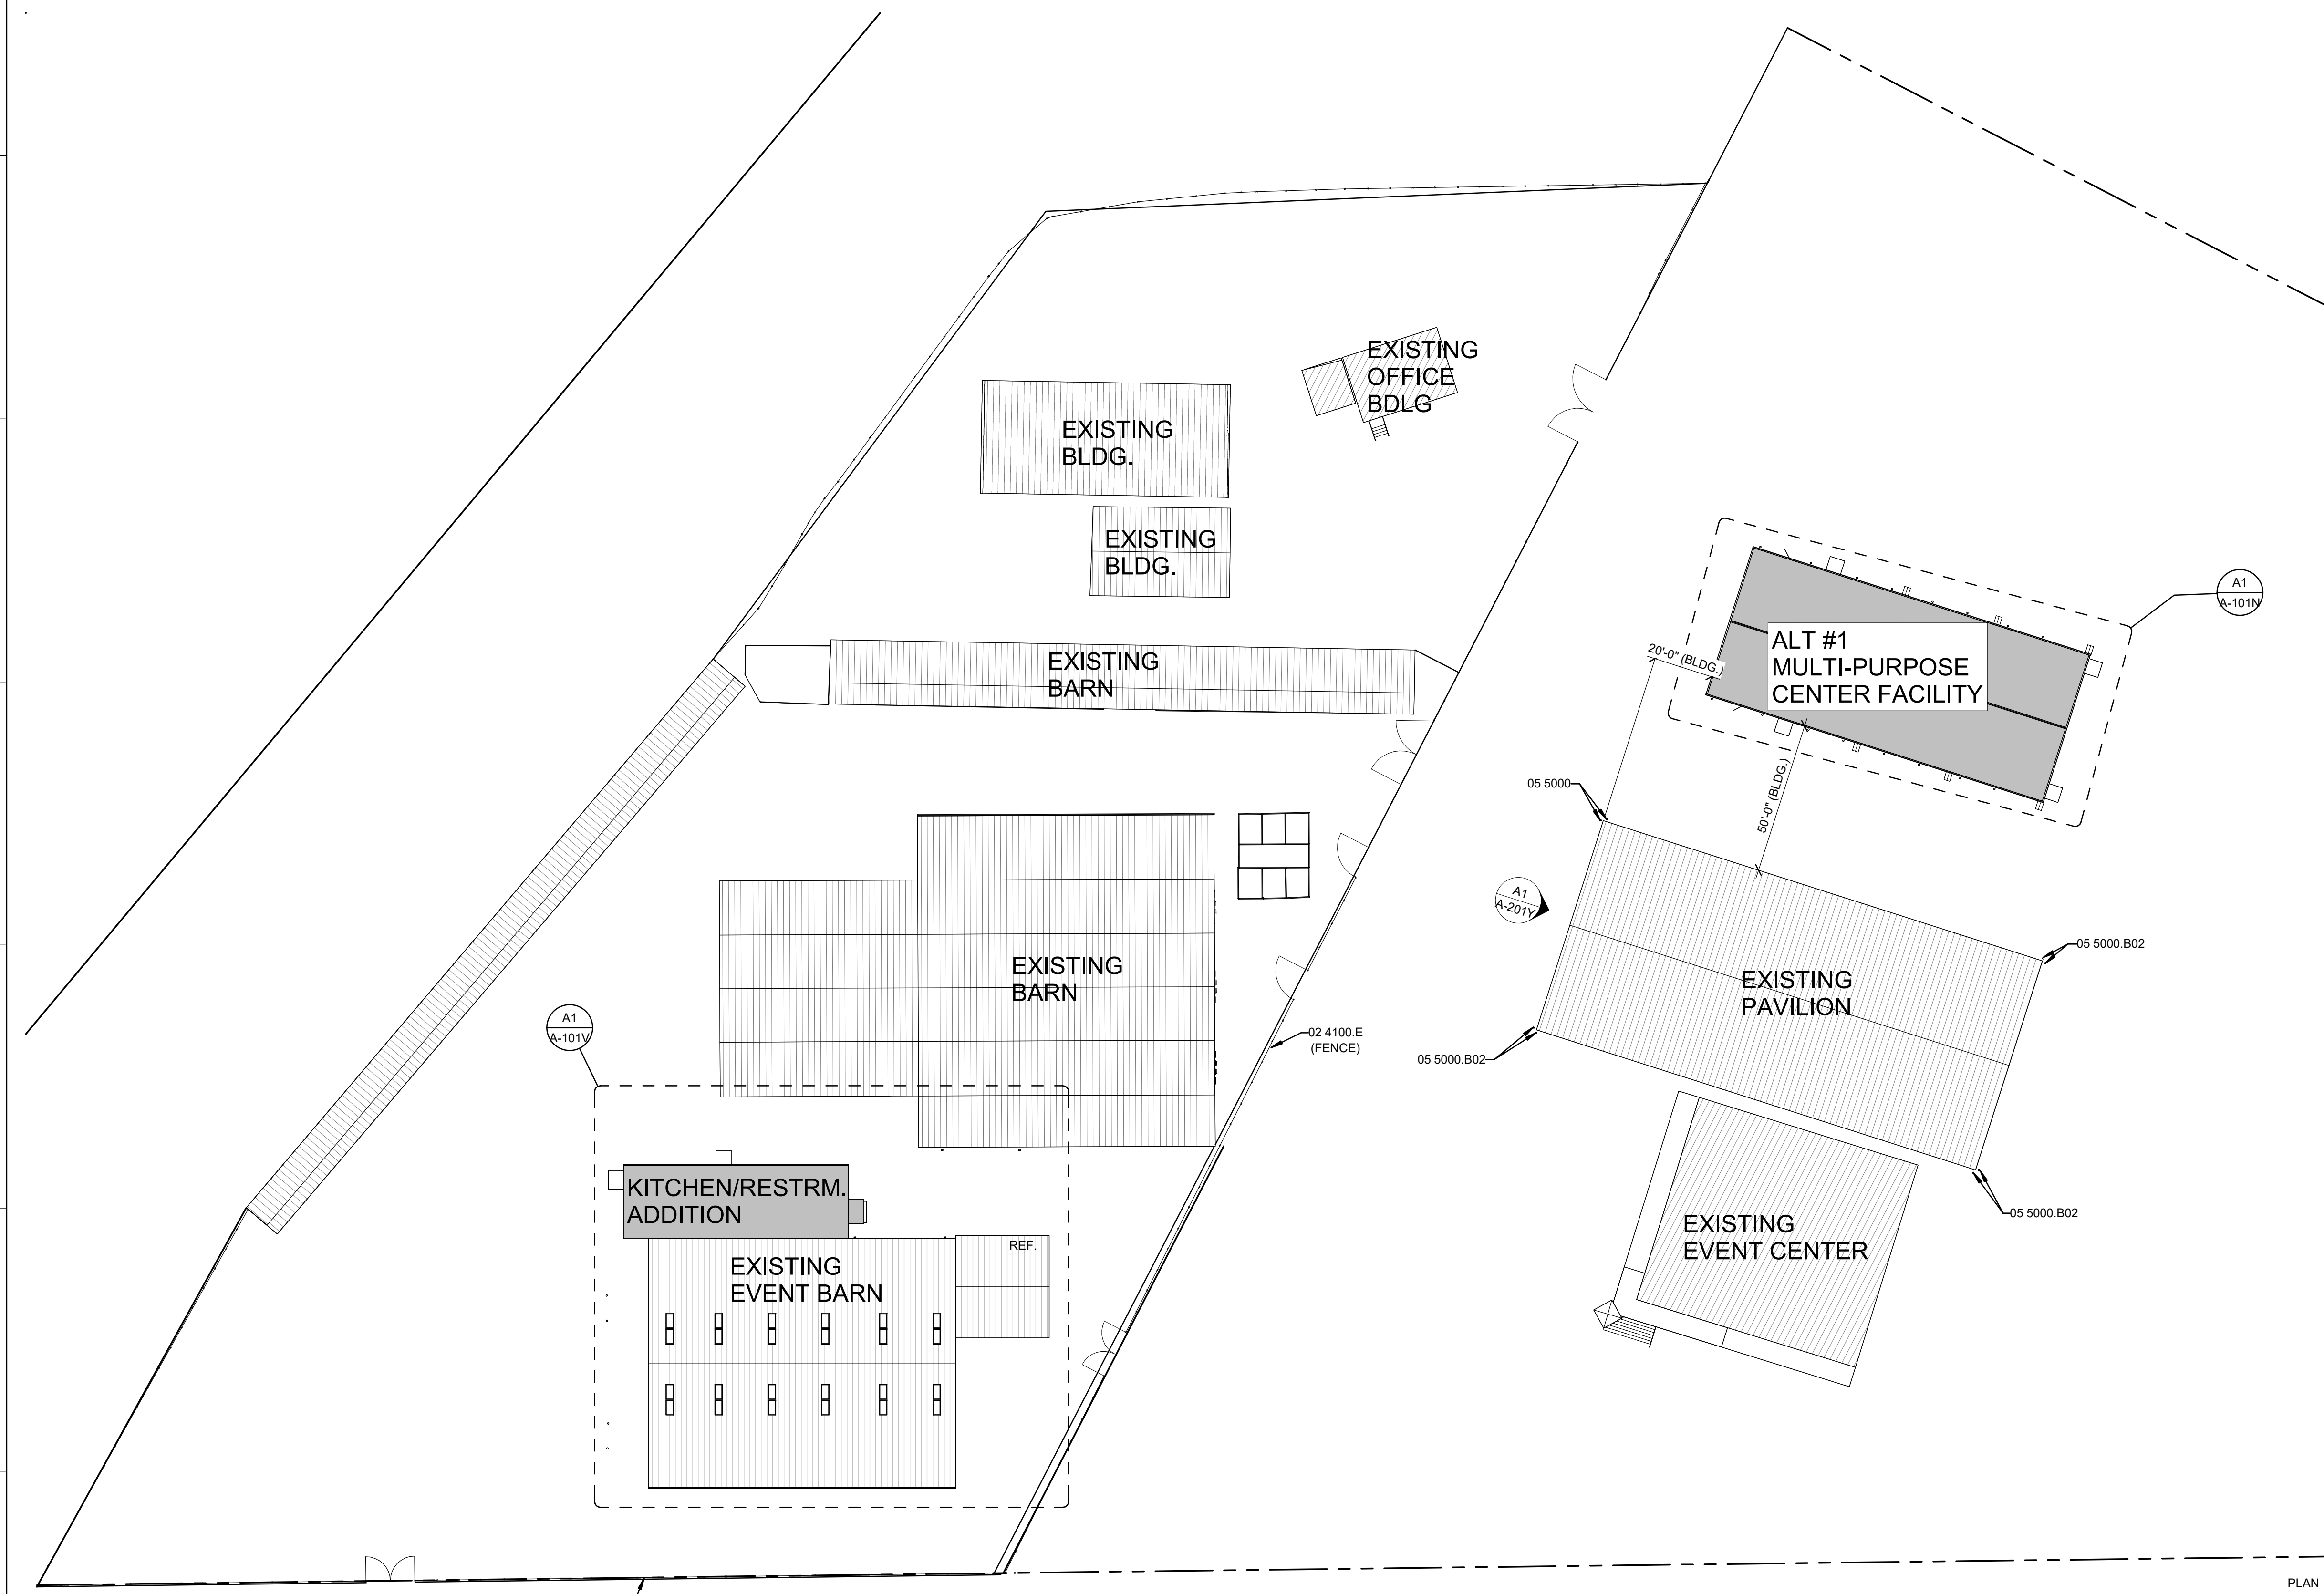 EXISTING
OFFICE
BDLG
EXISTING
BLDG.
EXISTING
BLDG.
A1
A-101N
ALT #1
MULTI-PURPOSE
CENTER FACILITY
20'-0" (BLDG.)
EXISTING
BARN
50'-0" (BLDG.)
05 5000
A1
A-201Y
05 5000.B02
EXISTING
BARN
EXISTING
PAVILION
A1
A-101V
02 4100.E
(FENCE)
05 5000.B02
KITCHEN/RESTRM.
ADDITION
05 5000.B02
EXISTING
EVENT CENTER
REF.
EXISTING
EVENT BARN
PLAN